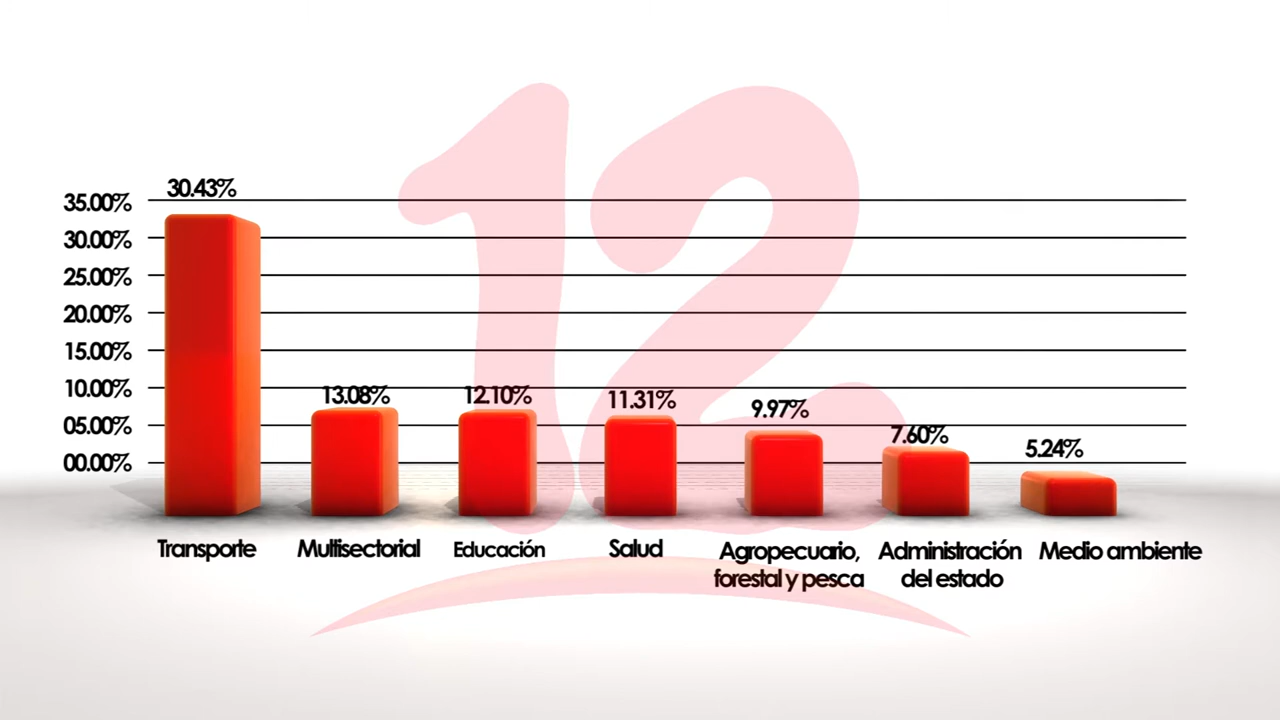 12
30.43%
35.00%
30.00%
25.00%
20.00%
15.00%
10.00%
05.00%
00.00%
13.08%
12.10%
11.31%
9.97%
7.60%
5.24%
Transporte
Multisectorial
Educación
Salud
Agropecuario,
forestal y pesca
Administración
del estado
Medio ambiente